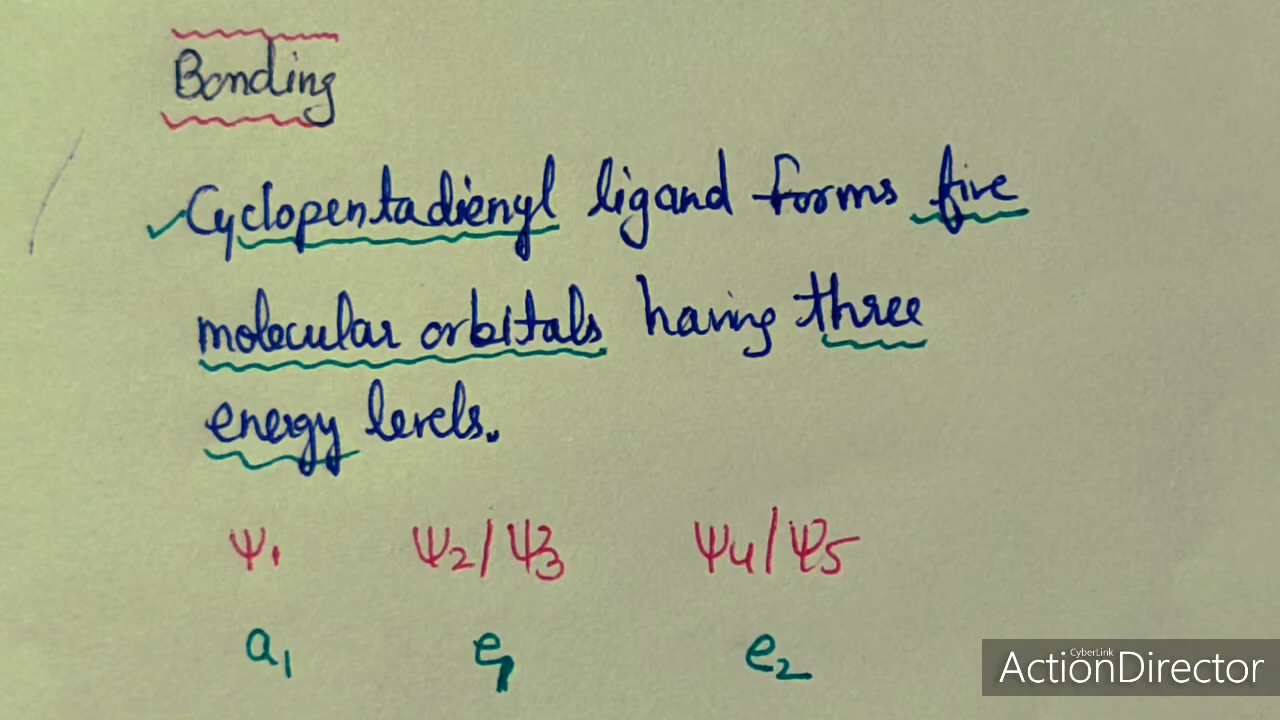 Bonding
Cyclopentadienyl ligand forms five
molecular orbitals having three
energy levels.
Ψ1 Ψ2/Ψ3 Ψ4/Ψ5
a1 e1 e2
CyberLink
ActionDirector